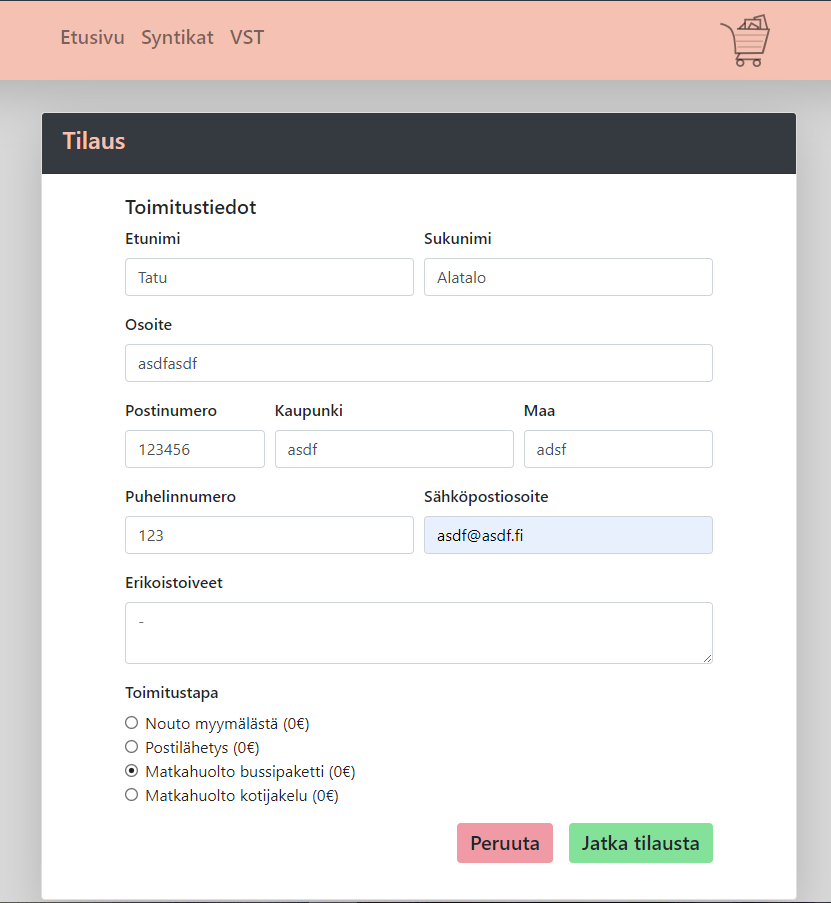 Etusivu Syntikat VST
Tilaus
Toimitustiedot
Etunimi Sukunimi
Tatu Alatalo
Osoite
asdfasdf
Postinumero Kaupunki Maa
123456 asdf adsf
Puhelinnumero Sähköpostiosoite
123 asdf@asdf.fi
Erikoistoiveet
-
Toimitustapa
Nouto myymälästä (0€)
Postilähetys (0€)
Matkahuolto bussipaketti (0€)
Matkahuolto kotijakelu (0€)
Peruuta Jatka tilausta